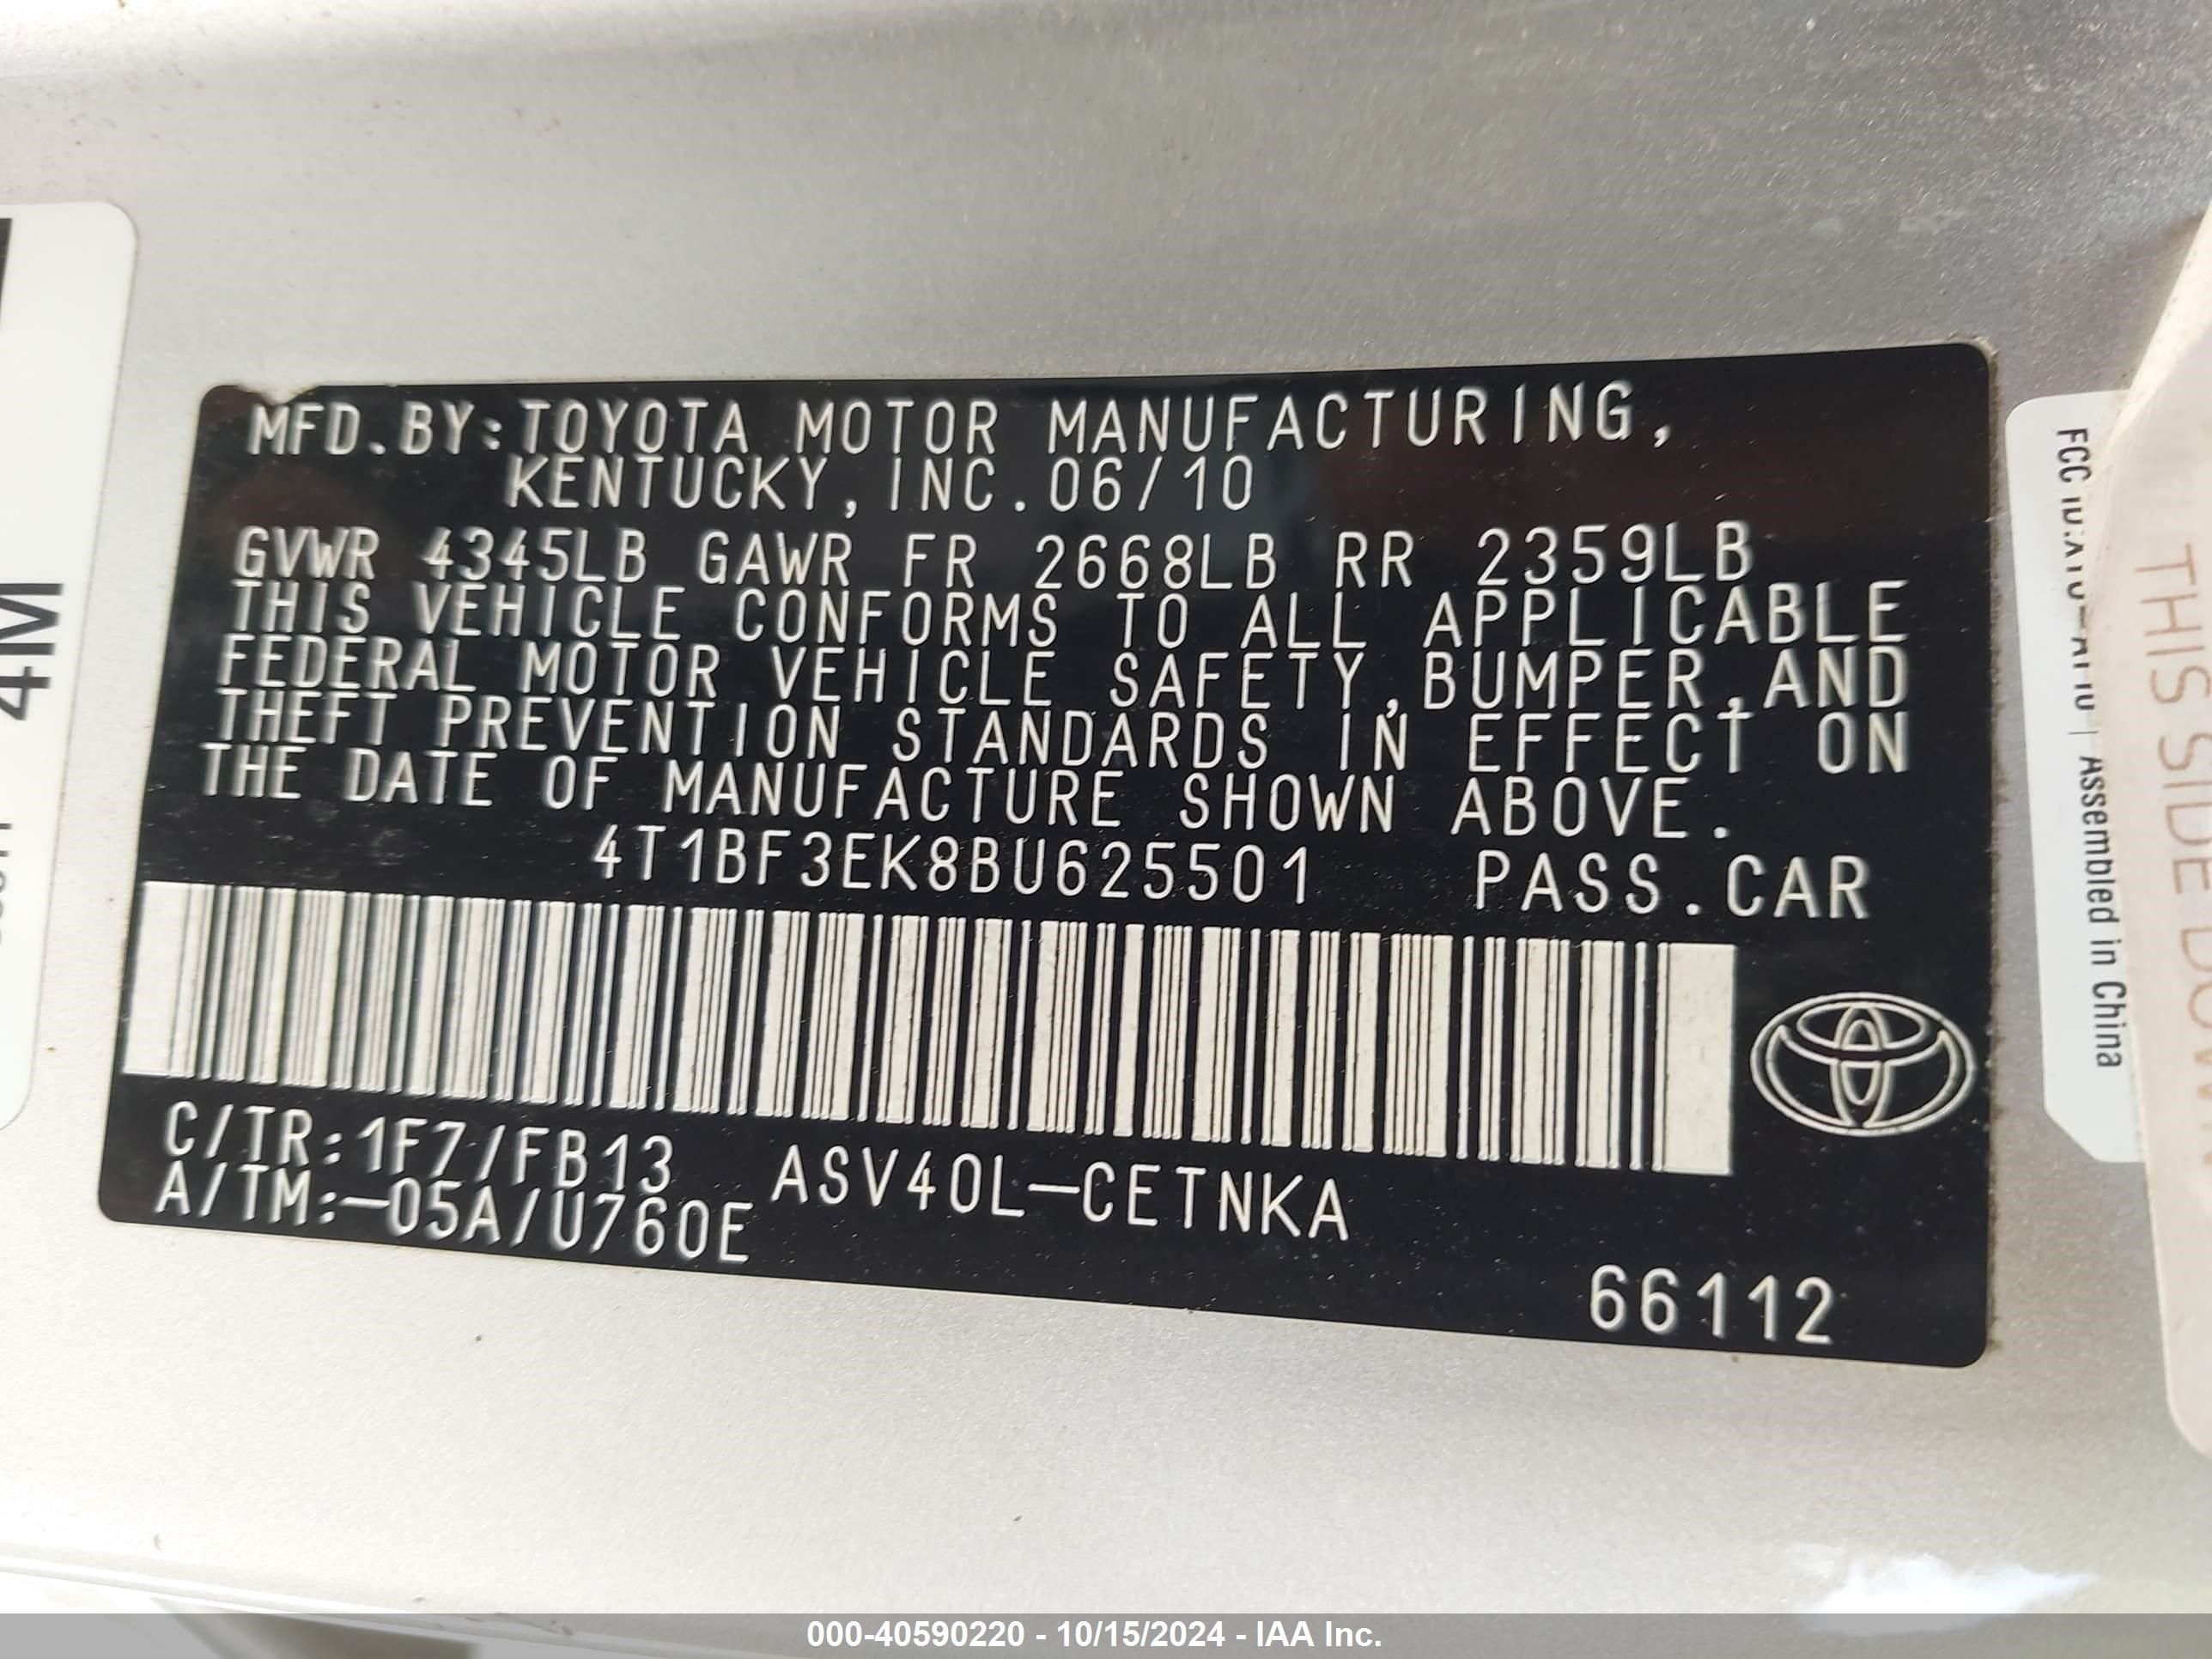 MFD.BY:TOYOTA MOTOR MANUFACTURING,
KENTUCKY,INC.06/10
GVWR 4345LB GAWR FR 2668LB RR 2359LB
THIS VEHICLE CONFORMS TO ALL APPLICABLE
FEDERAL MOTOR VEHICLE SAFETY,BUMPER,AND
THEFT PREVENTION STANDARDS IN EFFECT ON
THE DATE OF MANUFACTURE SHOWN ABOVE.
4T1BF3EK8BU625501 PASS.CAR
C/TR:1F7/FB13 ASV40L-CETNKA
A/TM:-05A/U760E
66112
4M
FCC Assembled in China
THIS SIDE DOWN
000-40590220 - 10/15/2024 - IAA Inc.